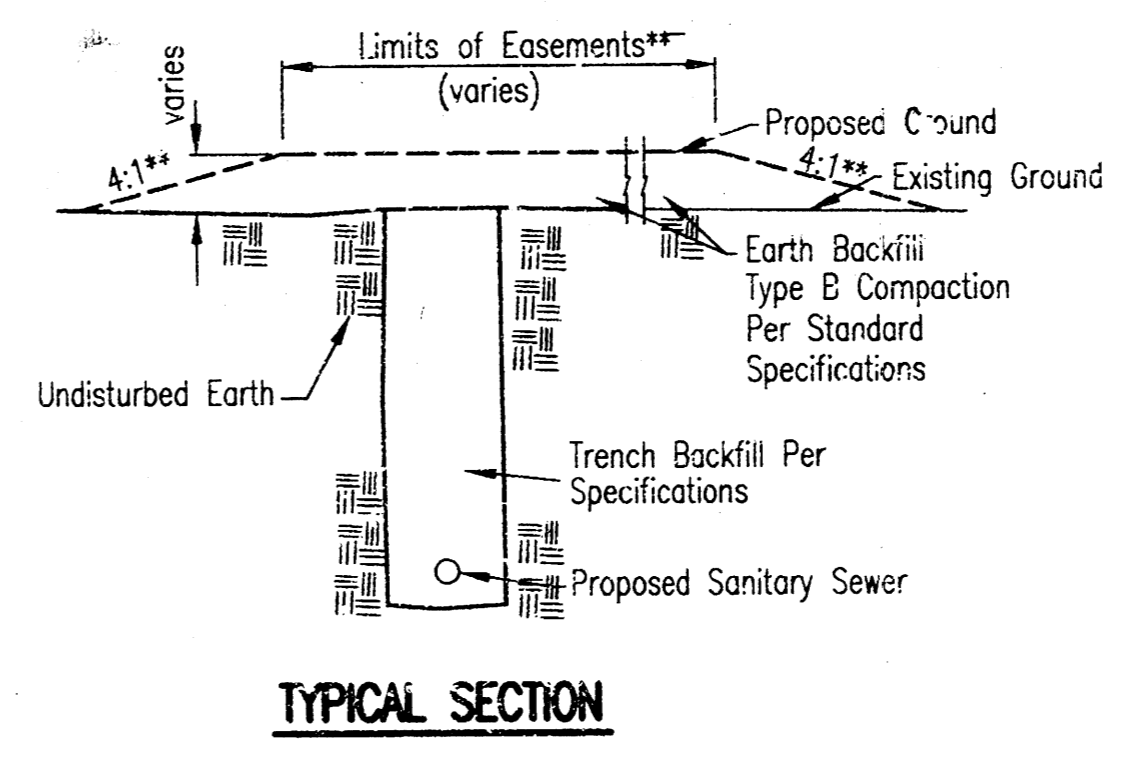 Limits of Easements**
(varies)
varies
4:1**
Proposed Ground
4:1**
Existing Ground
Earth Backfill
Type B Compaction
Per Standard
Specifications
Undisturbed Earth
Trench Backfill Per
Specifications
Proposed Sanitary Sewer
TYPICAL SECTION